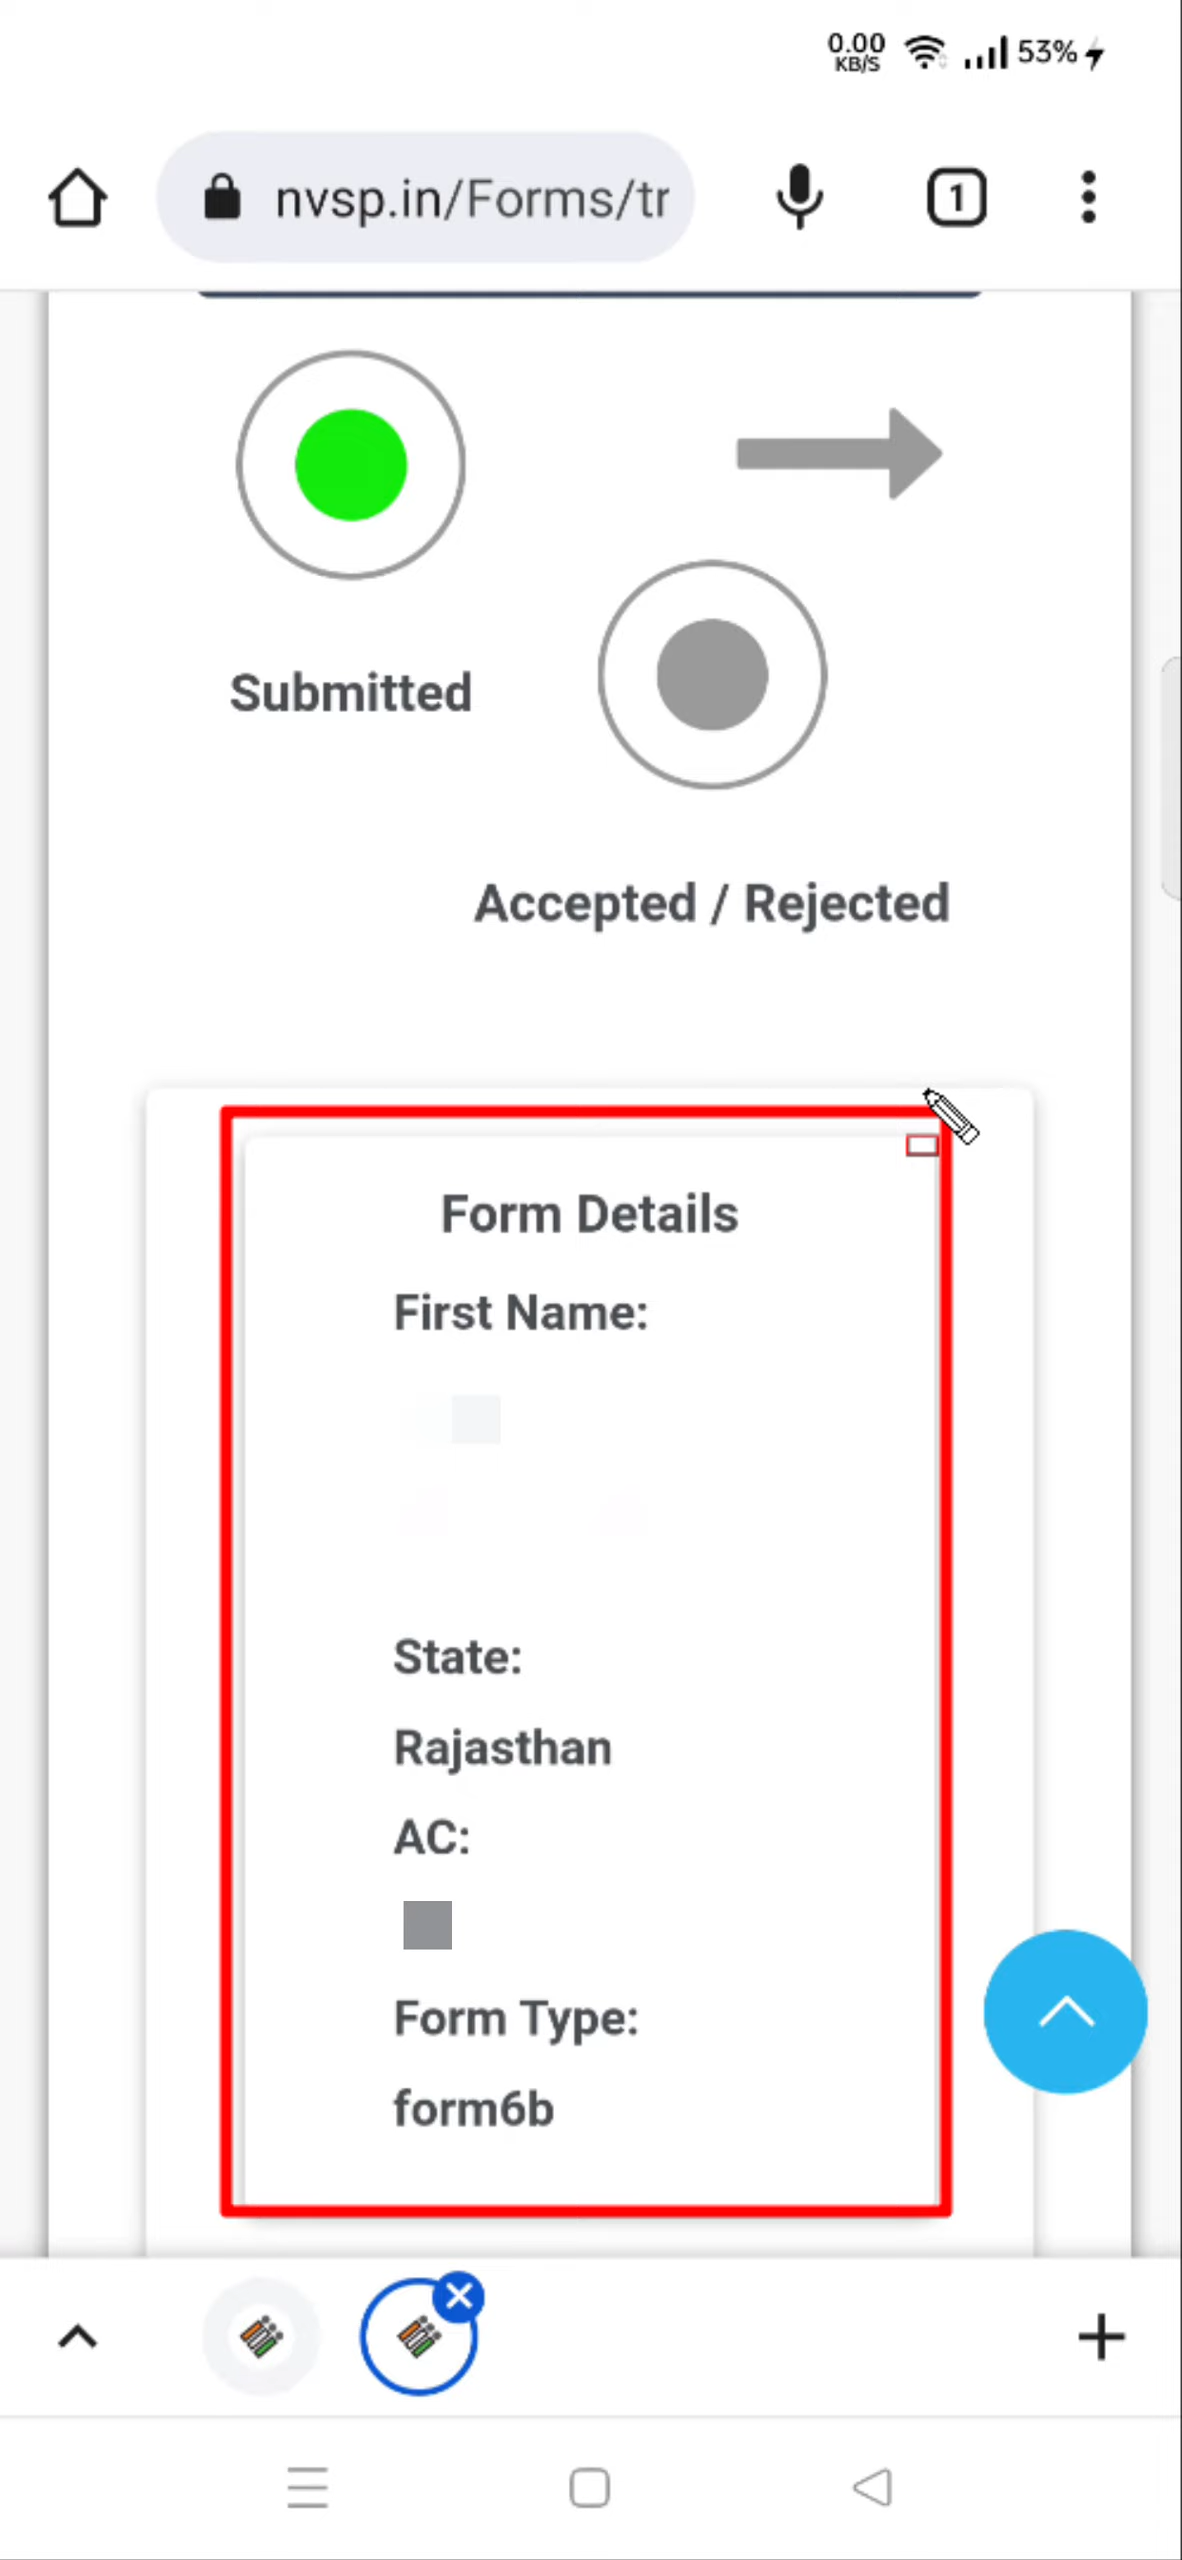 0.00
KB/S
53%
nvsp.in/Forms/tr
1
Submitted
Accepted / Rejected
Form Details
First Name:
State:
Rajasthan
AC:
Form Type:
form6b